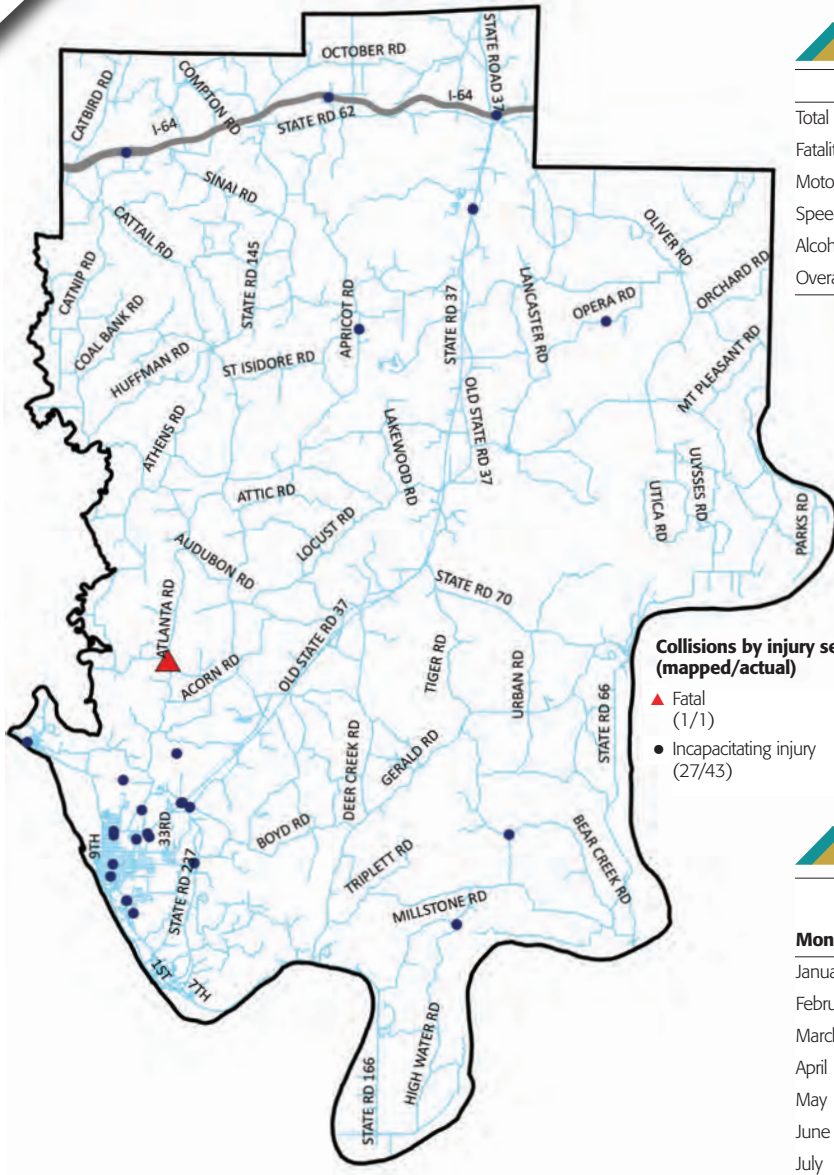 OCTOBER RD
STATE ROAD 37
CATBIRD RD
COMPTON RD
I-64
I-64
STATE RD 62
SINAI RD
CATTAIL RD
OLIVER RD
CATNIP RD
STATE RD 145
ORCHARD RD
LANCASTER RD
OPERA RD
COAL BANK RD
APRICOT RD
STATE RD 37
HUFFMAN RD
ST ISIDORE RD
MT PLEASANT RD
OLD STATE RD 37
ATHENS RD
LAKEWOOD RD
ULYSSES RD
UTICA RD
ATTIC RD
LOCUST RD
PARKS RD
AUDUBON RD
STATE RD 70
ATLANTA RD
ACORN RD
OLD STATE RD 37
TIGER RD
URBAN RD
STATE RD 66
DEER CREEK RD
GERALD RD
33RD
9TH
BOYD RD
BEAR CREEK RD
TRIPLETT RD
STATE RD 237
MILLSTONE RD
1ST
7TH
HIGH WATER RD
STATE RD 166
Collisions by injury se
(mapped/actual)
Fatal
(1/1)
Incapacitating injury
(27/43)
Total
Fatalit
Moto
Spee
Alcoh
Overa
Mon
Janua
Febru
March
April
May
June
July